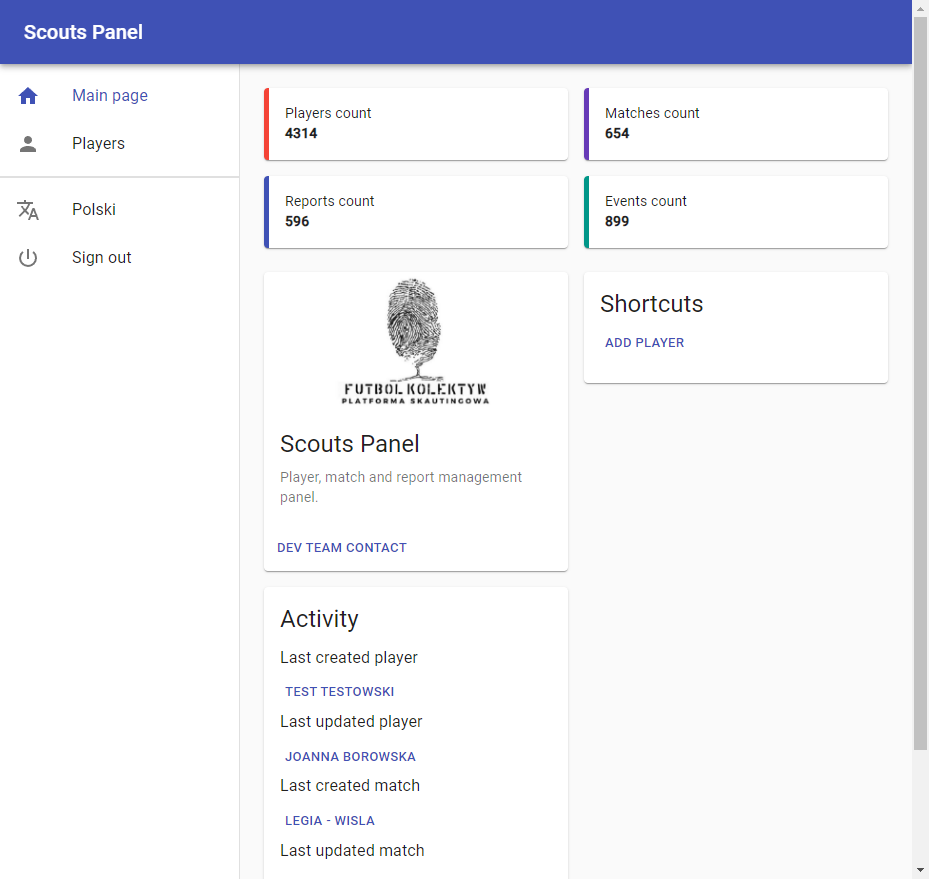 Scouts Panel
Main page
Players
Polski
Sign out
Players count
4314
Matches count
654
Reports count
596
Events count
899
FUTBOL KOLEKTYW
PLATFORMA SKAUTINGOWA
Scouts Panel
Player, match and report management
panel.
DEV TEAM CONTACT
Shortcuts
ADD PLAYER
Activity
Last created player
TEST TESTOWSKI
Last updated player
JOANNA BOROWSKA
Last created match
LEGIA - WISLA
Last updated match